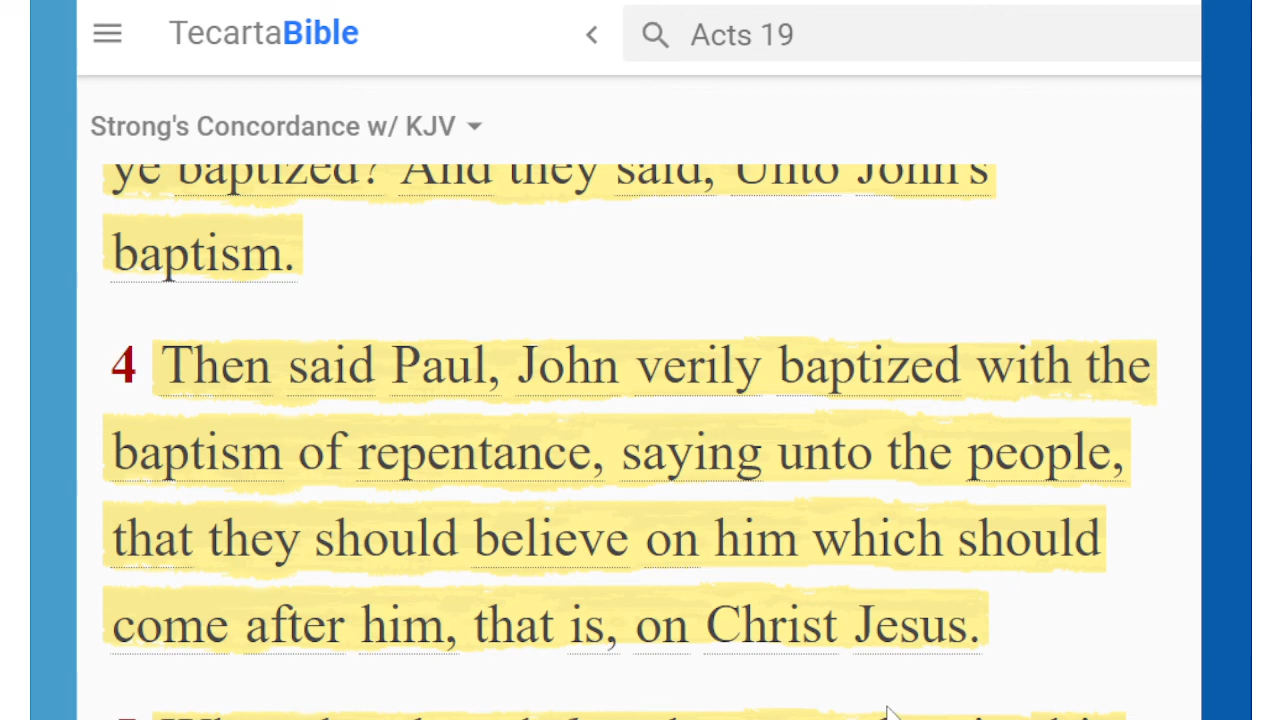 TecartaBible
Acts 19
Strong's Concordance w/ KJV
ye baptized? And they said, Unto John's
baptism.
4 Then said Paul, John verily baptized with the
baptism of repentance, saying unto the people,
that they should believe on him which should
come after him, that is, on Christ Jesus.